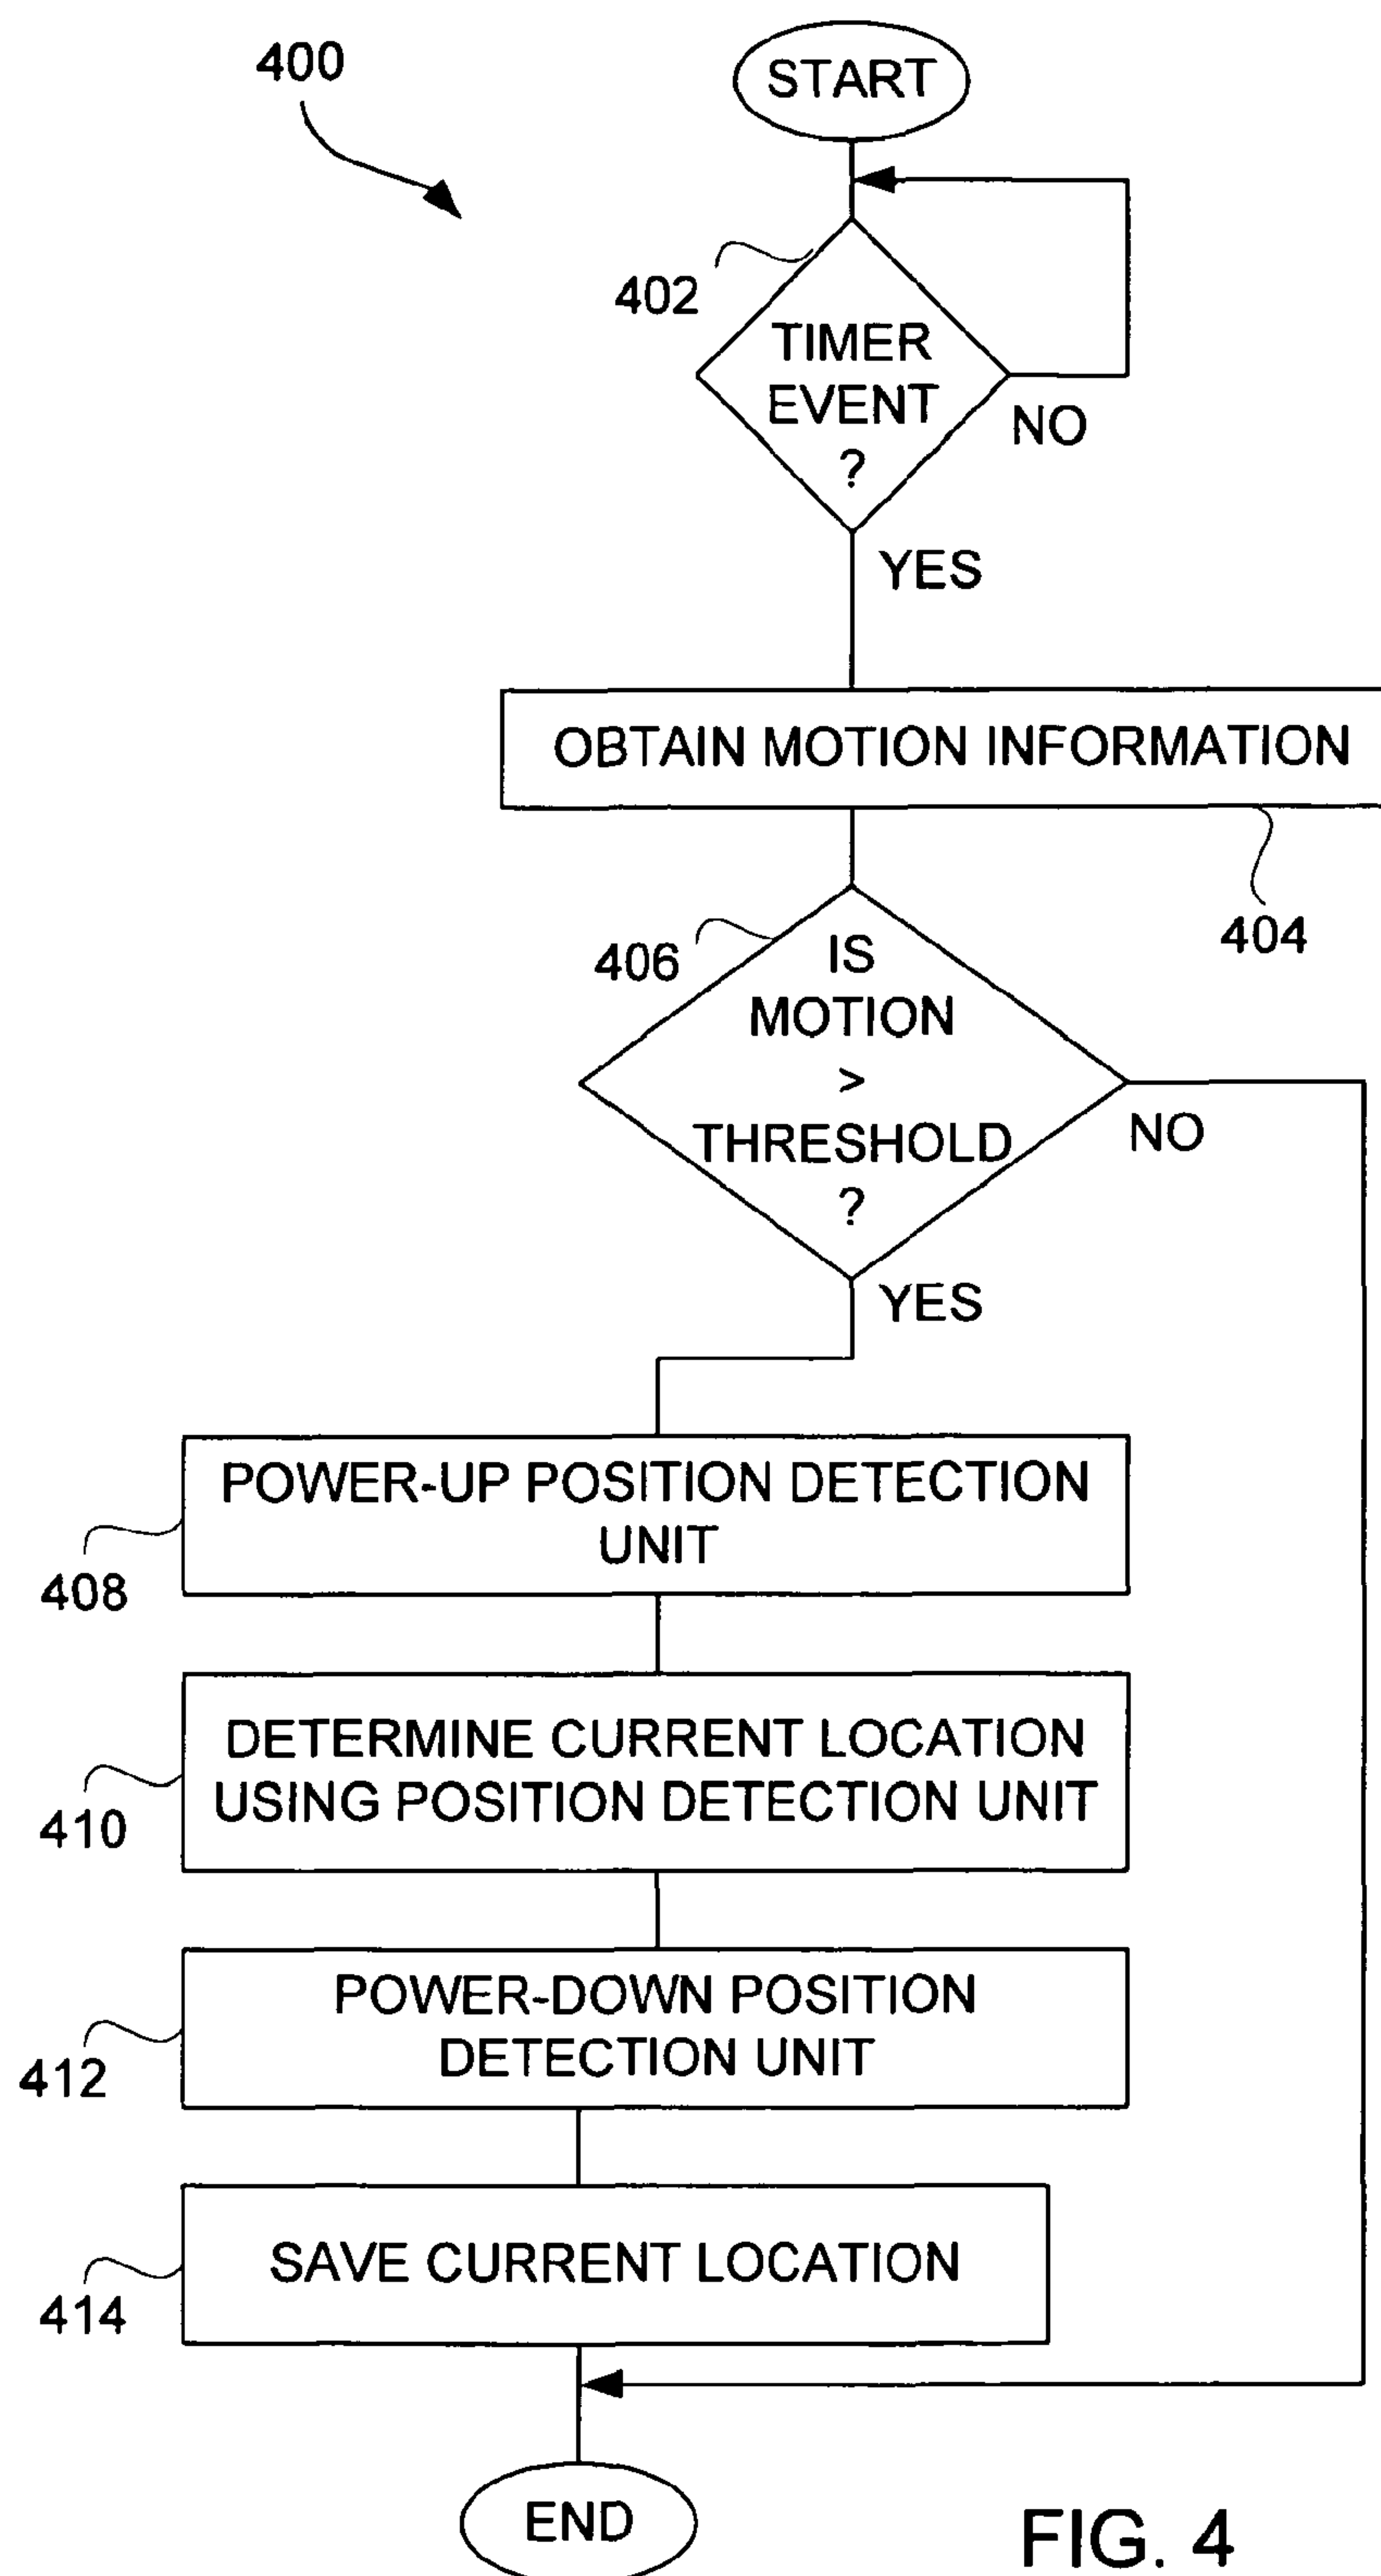 400
START
402
TIMER
EVENT
?
NO
YES
OBTAIN MOTION INFORMATION
404
406
IS
MOTION
>
THRESHOLD
?
NO
YES
POWER-UP POSITION DETECTION
UNIT
408
DETERMINE CURRENT LOCATION
USING POSITION DETECTION UNIT
410
POWER-DOWN POSITION
DETECTION UNIT
412
SAVE CURRENT LOCATION
414
END
FIG. 4